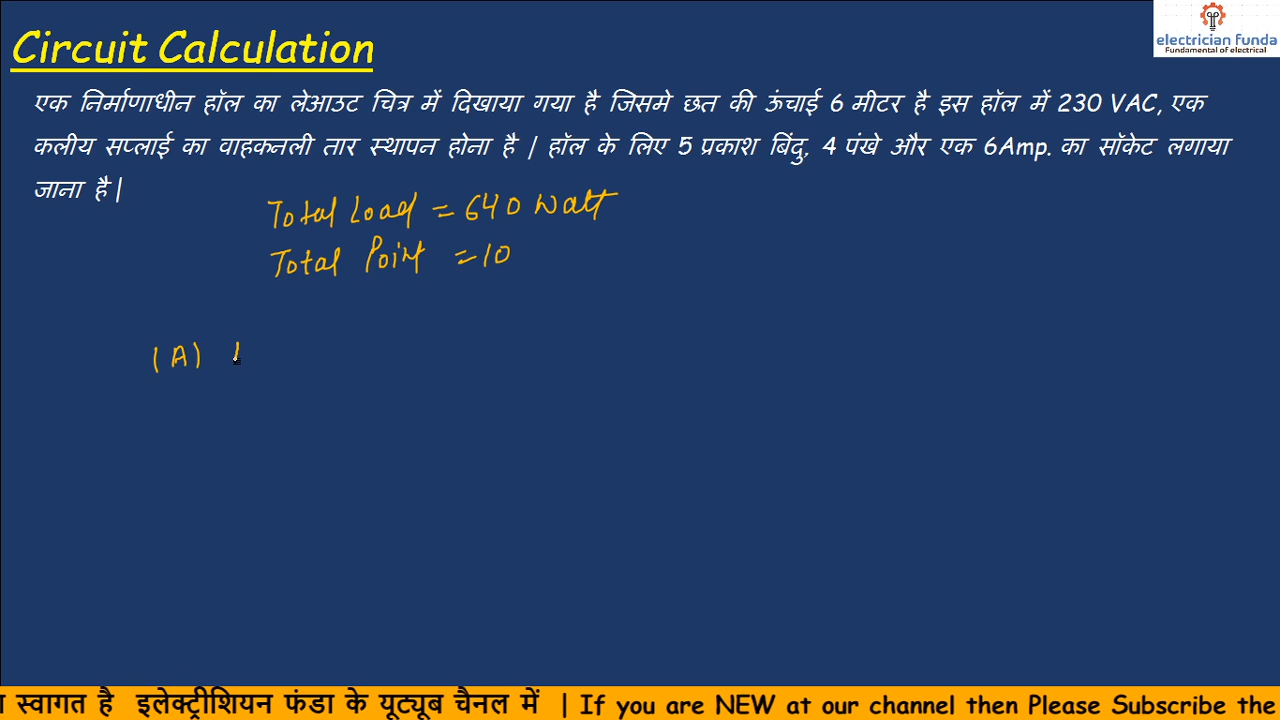 Circuit Calculation
electrician funda
Fundamental of electrical
एक निर्माणाधीन हॉल का लेआउट चित्र में दिखाया गया है जिसमे छत की ऊंचाई 6 मीटर है इस हॉल में 230 VAC, एक
कलीय सप्लाई का वाहकनली तार स्थापन होना है | हॉल के लिए 5 प्रकाश बिंदु, 4 पंखे और एक 6Amp. का सॉकेट लगाया
जाना है|
Total Load = 640 Watt
Total Point = 10
(A)
स्वागत है इलेक्ट्रीशियन फंडा के यूट्यूब चैनल में | If you are NEW at our channel then Please Subscribe the